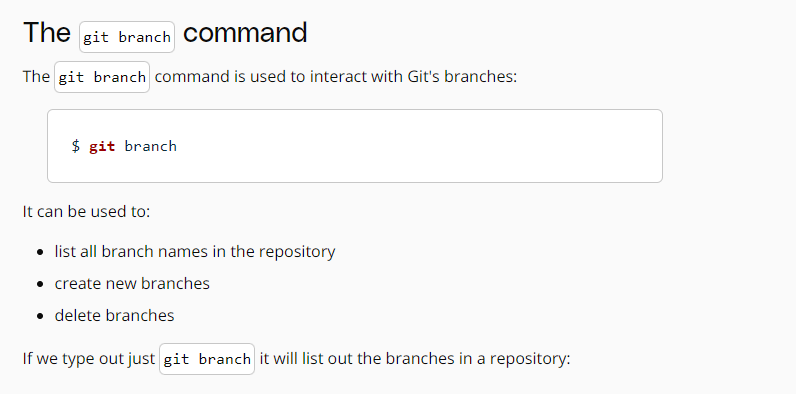 The git branch command
The git branch command is used to interact with Git's branches:
$ git branch
It can be used to:
• list all branch names in the repository
• create new branches
• delete branches
If we type out just git branch it will list out the branches in a repository: